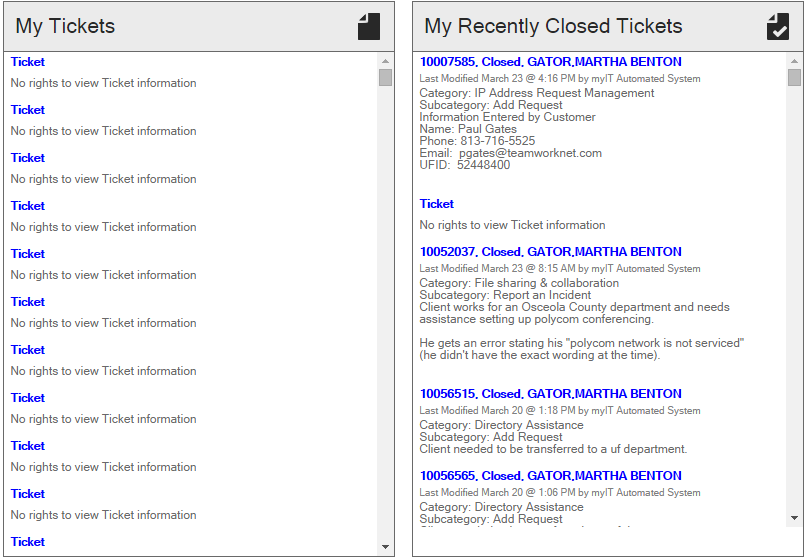 My Tickets
Ticket
No rights to view Ticket information
Ticket
No rights to view Ticket information
Ticket
No rights to view Ticket information
Ticket
No rights to view Ticket information
Ticket
No rights to view Ticket information
Ticket
No rights to view Ticket information
Ticket
No rights to view Ticket information
Ticket
No rights to view Ticket information
Ticket
No rights to view Ticket information
Ticket
No rights to view Ticket information
Ticket
My Recently Closed Tickets
10007585, Closed, GATOR,MARTHA BENTON
Last Modified March 23 @ 4:16 PM by myIT Automated System
Category: IP Address Request Management
Subcategory: Add Request
Information Entered by Customer
Name: Paul Gates
Phone: 813-716-5525
Email:  pgates@teamworknet.com
UFID:  52448400
Ticket
No rights to view Ticket information
10052037, Closed, GATOR,MARTHA BENTON
Last Modified March 23 @ 8:15 AM by myIT Automated System
Category: File sharing & collaboration
Subcategory: Report an Incident
Client works for an Osceola County department and needs
assistance setting up polycom conferencing.
He gets an error stating his "polycom network is not serviced"
(he didn't have the exact wording at the time).
10056515, Closed, GATOR,MARTHA BENTON
Last Modified March 20 @ 1:18 PM by myIT Automated System
Category: Directory Assistance
Subcategory: Add Request
Client needed to be transferred to a uf department.
10056565, Closed, GATOR,MARTHA BENTON
Last Modified March 20 @ 1:06 PM by myIT Automated System
Category: Directory Assistance
Subcategory: Add Request